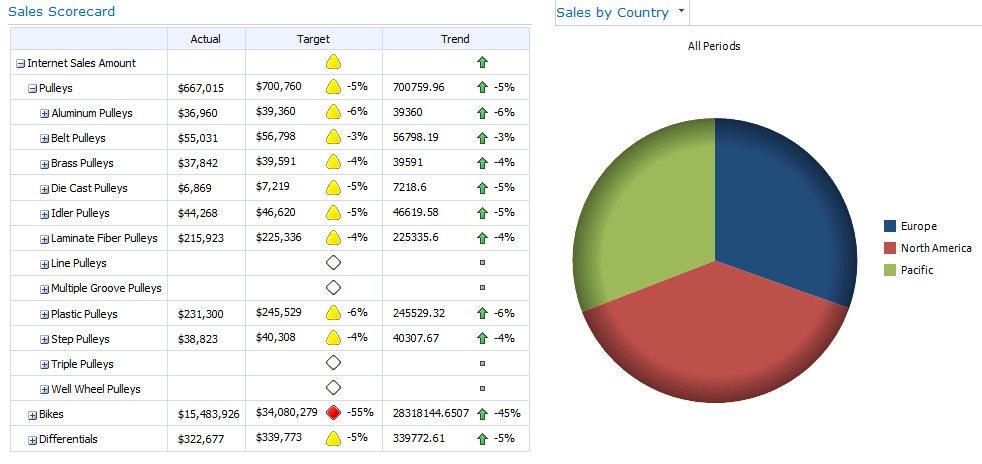 Sales Scorecard
Actual Target Trend
Internet Sales Amount
Pulleys $667,015 $700,760 -5% 700759.96 -5%
Aluminum Pulleys $36,960 $39,360 -6% 39360 -6%
Belt Pulleys $55,031 $56,798 -3% 56798.19 -3%
Brass Pulleys $37,842 $39,591 -4% 39591 -4%
Die Cast Pulleys $6,869 $7,219 -5% 7218.6 -5%
Idler Pulleys $44,268 $46,620 -5% 46619.58 -5%
Laminate Fiber Pulleys $215,923 $225,336 -4% 225335.6 -4%
Line Pulleys
Multiple Groove Pulleys
Plastic Pulleys $231,300 $245,529 -6% 245529.32 -6%
Step Pulleys $38,823 $40,308 -4% 40307.67 -4%
Triple Pulleys
Well Wheel Pulleys
Bikes $15,483,926 $34,080,279 -55% 28318144.6507 -45%
Differentials $322,677 $339,773 -5% 339772.61 -5%
Sales by Country
All Periods
Europe
North America
Pacific